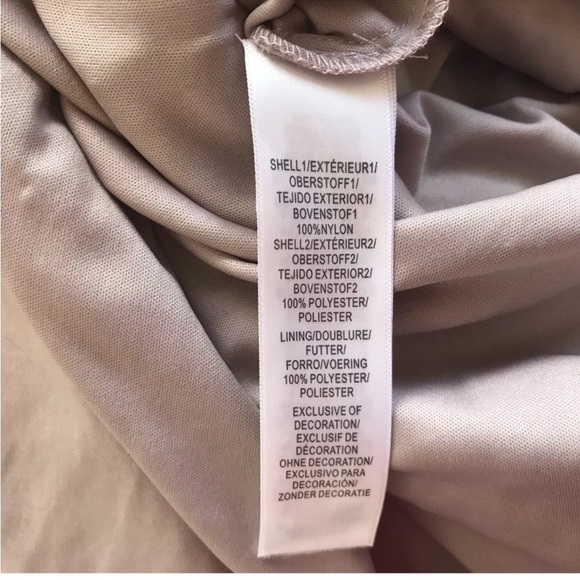 SHELL1/EXTÉRIEUR1/
OBERSTOFF1/
TEJIDO EXTERIOR1/
BOVENSTOF1
100%NYLON
SHELL2/EXTÉRIEUR2/
OBERSTOFF2/
TEJIDO EXTERIOR2/
BOVENSTOF2
100% POLYESTER/
POLIESTER
LINING/DOUBLURE/
FUTTER/
FORRO/VOERING
100% POLYESTER/
POLIESTER
EXCLUSIVE OF
DECORATION/
EXCLUSIF DE
DÉCORATION
OHNE DECORATION/
EXCLUSIVO PARA
DECORACIÓN/
ZONDER DECORATIE